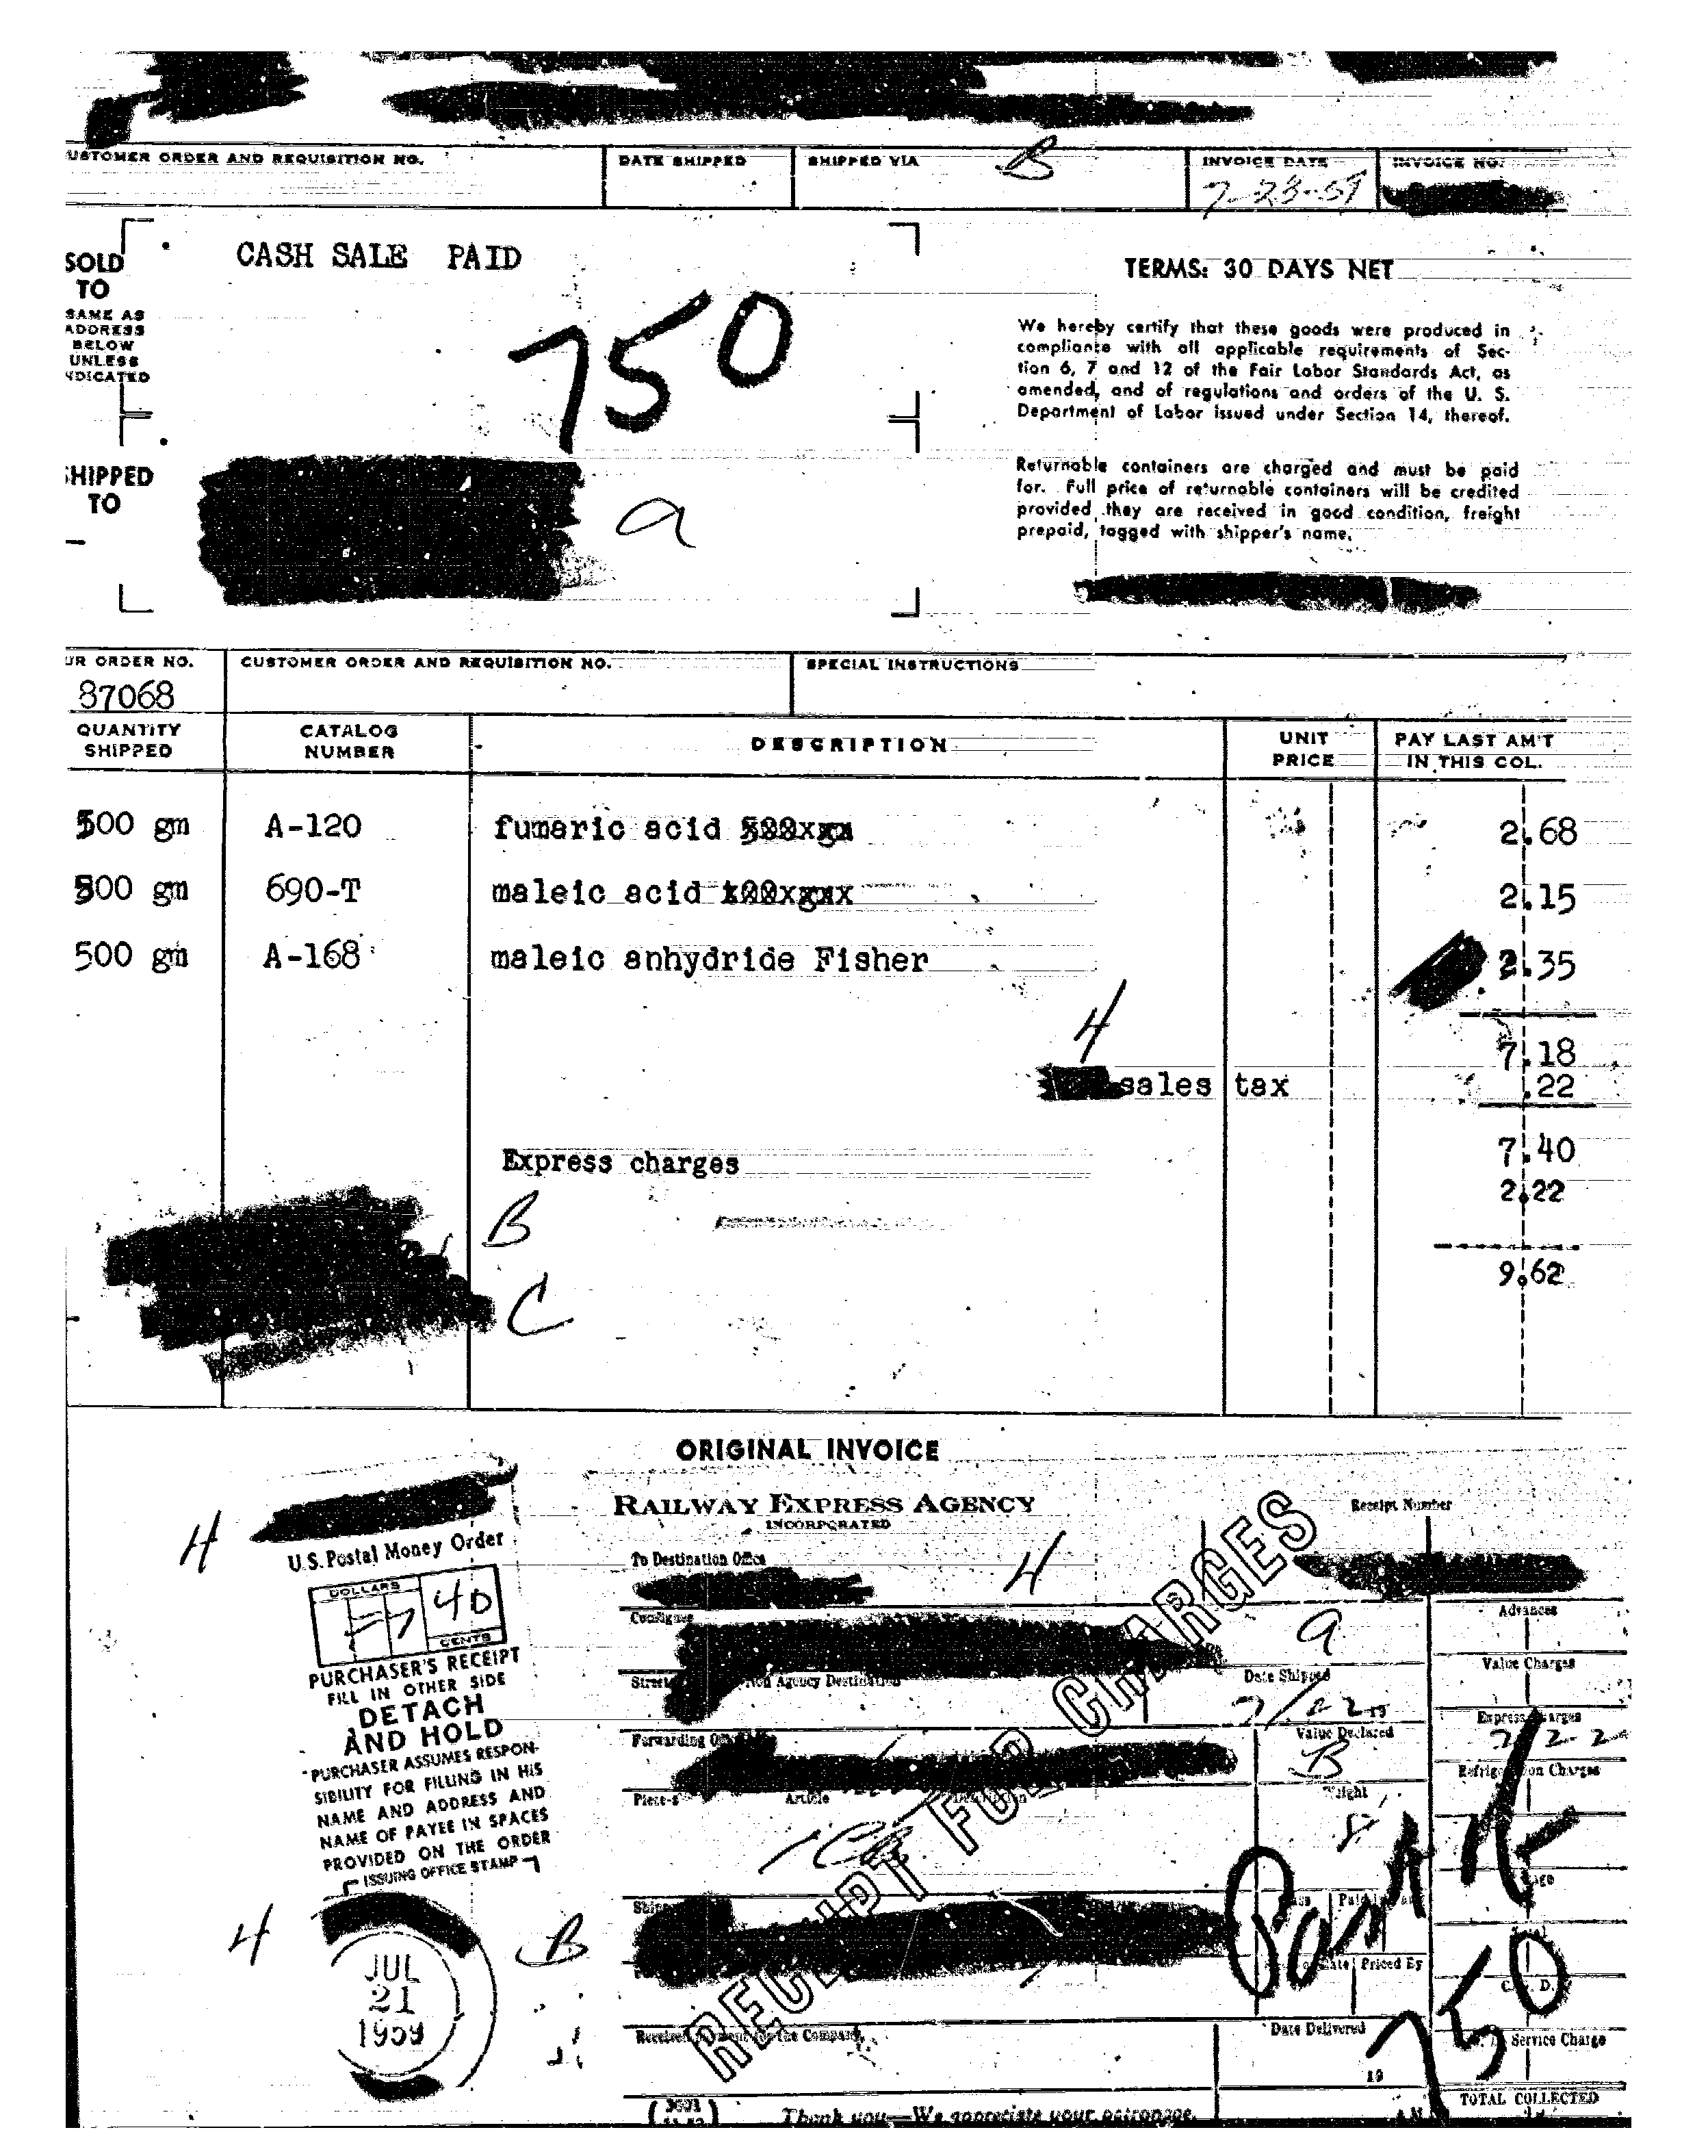 USTOMER ORDER AND REQUISITION NO. DATE SHIPPED SHIPPED VIA B INVOICE DATE INVOICE NO.
7-23-59
SOLD TO
SAME AS ADDRESS BELOW UNLESS NDICATED
CASH SALE PAID
750
TERMS: 30 DAYS NET
We hereby certify that these goods were produced in
compliance with all applicable requirements of Sec-
tion 6, 7 and 12 of the Fair Labor Standards Act, as
amended, and of regulations and orders of the U. S.
Department of Labor issued under Section 14, thereof.
HIPPED TO
a
Returnable containers are charged and must be paid
for. Full price of returnable containers will be credited
provided they are received in good condition, freight
prepaid, tagged with shipper's name.
UR ORDER NO. CUSTOMER ORDER AND REQUISITION NO. SPECIAL INSTRUCTIONS
87068
QUANTITY SHIPPED CATALOG NUMBER DESCRIPTION UNIT PRICE PAY LAST AM'T IN THIS COL.
500 gm A-120 fumaric acid 2.68
500 gm 690-T maleic acid 2.15
500 gm A-168 maleic anhydride Fisher 2.35
4
7.18
sales tax .22
7.40
Express charges
2.22
B
9.62
C
ORIGINAL INVOICE
4
U.S. Postal Money Order
DOLLARS
7 40
CENTS
PURCHASER'S RECEIPT
FILL IN OTHER SIDE
DETACH
AND HOLD
PURCHASER ASSUMES RESPON-
SIBILITY FOR FILLING IN HIS
NAME AND ADDRESS AND
NAME OF PAYEE IN SPACES
PROVIDED ON THE ORDER
ISSUING OFFICE STAMP
4
B
JUL
21
1959
RAILWAY EXPRESS AGENCY
INCORPORATED
Receipt Number
To Destination Office
4
Consignee
a
Advances
Street
Non Agency Destination
Date Shipped
Value Charges
7/22 19
Forwarding Office
Value Declared
Express Charges
B
2.22
Refrigeration Charges
Pieces Article Description Weight
RECEIPT FOR CHARGES
Received payment for the Company,
Priced By
Date Delivered
19
750
Service Charge
TOTAL COLLECTED
Thank you—We appreciate your patronage.